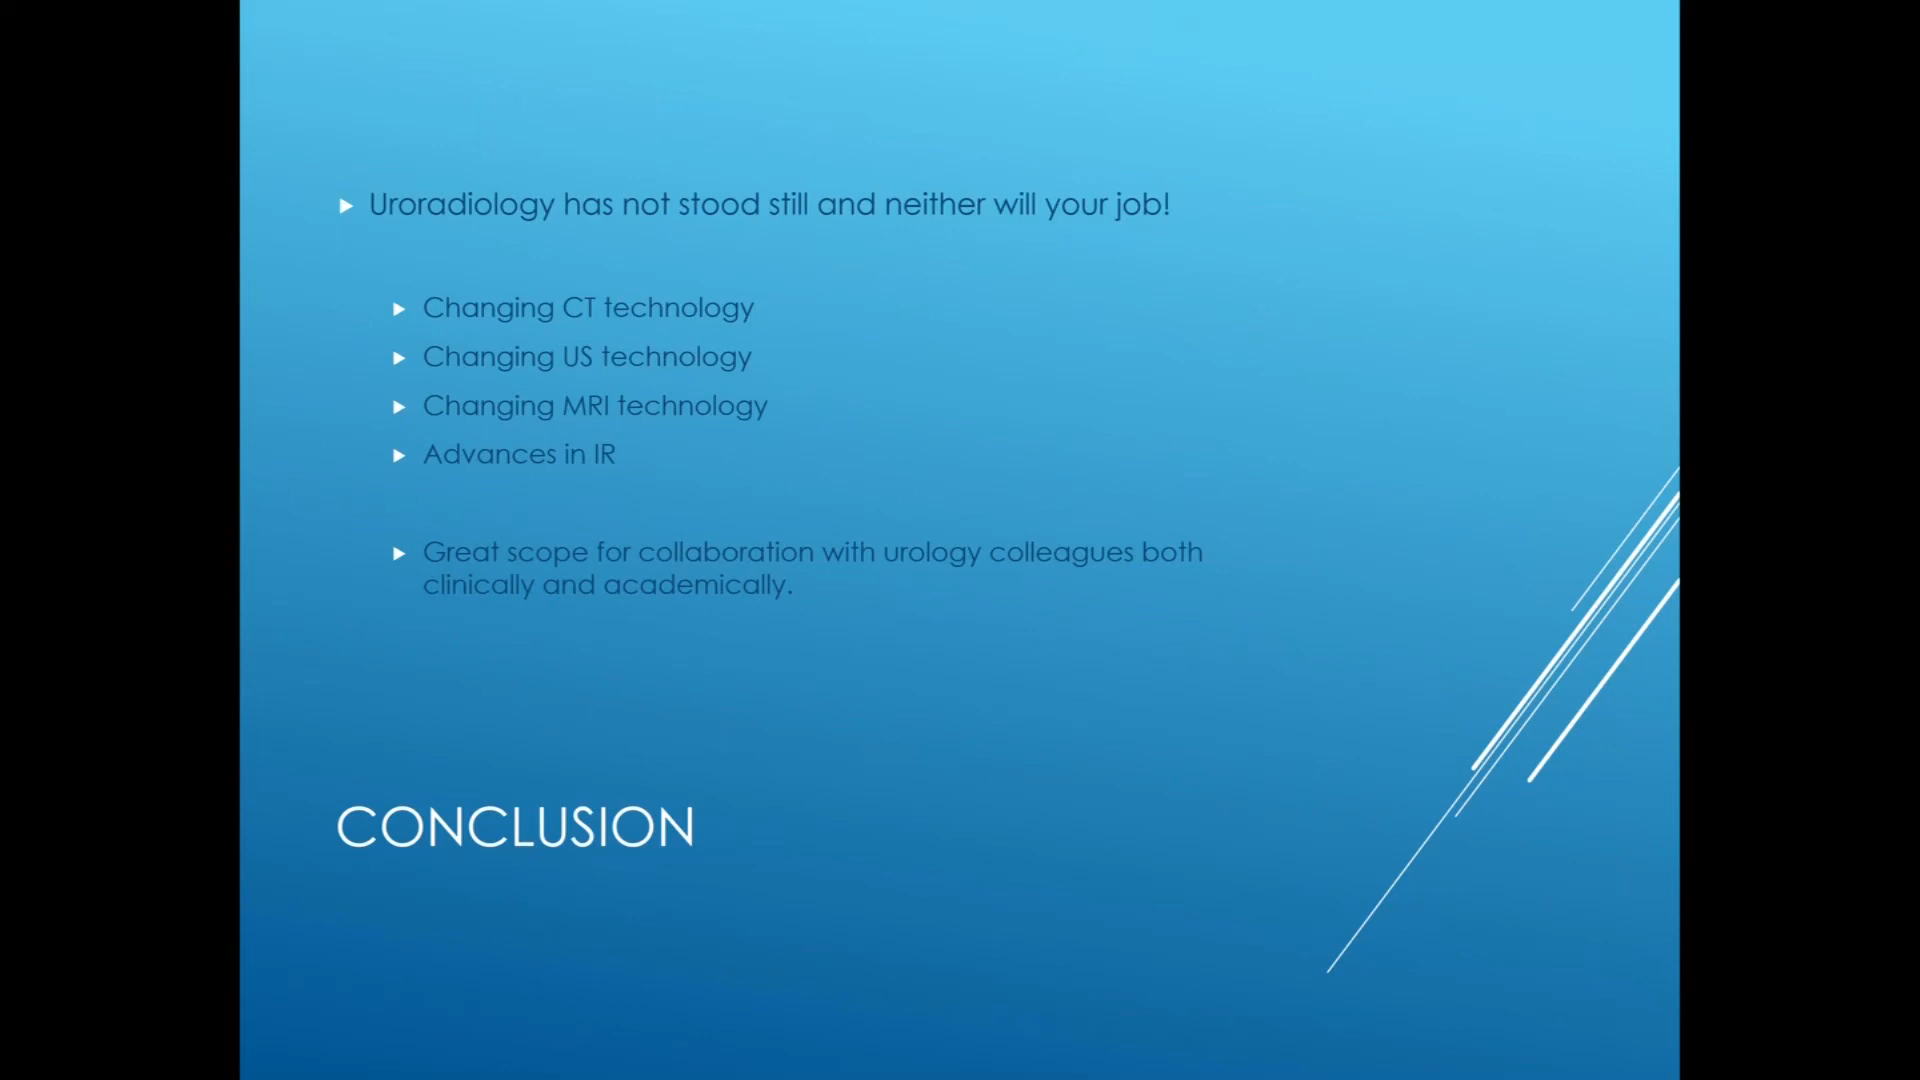 Uroradiology has not stood still and neither will your job!
Changing CT technology
Changing US technology
Changing MRI technology
Advances in IR
Great scope for collaboration with urology colleagues both
clinically and academically.
CONCLUSION